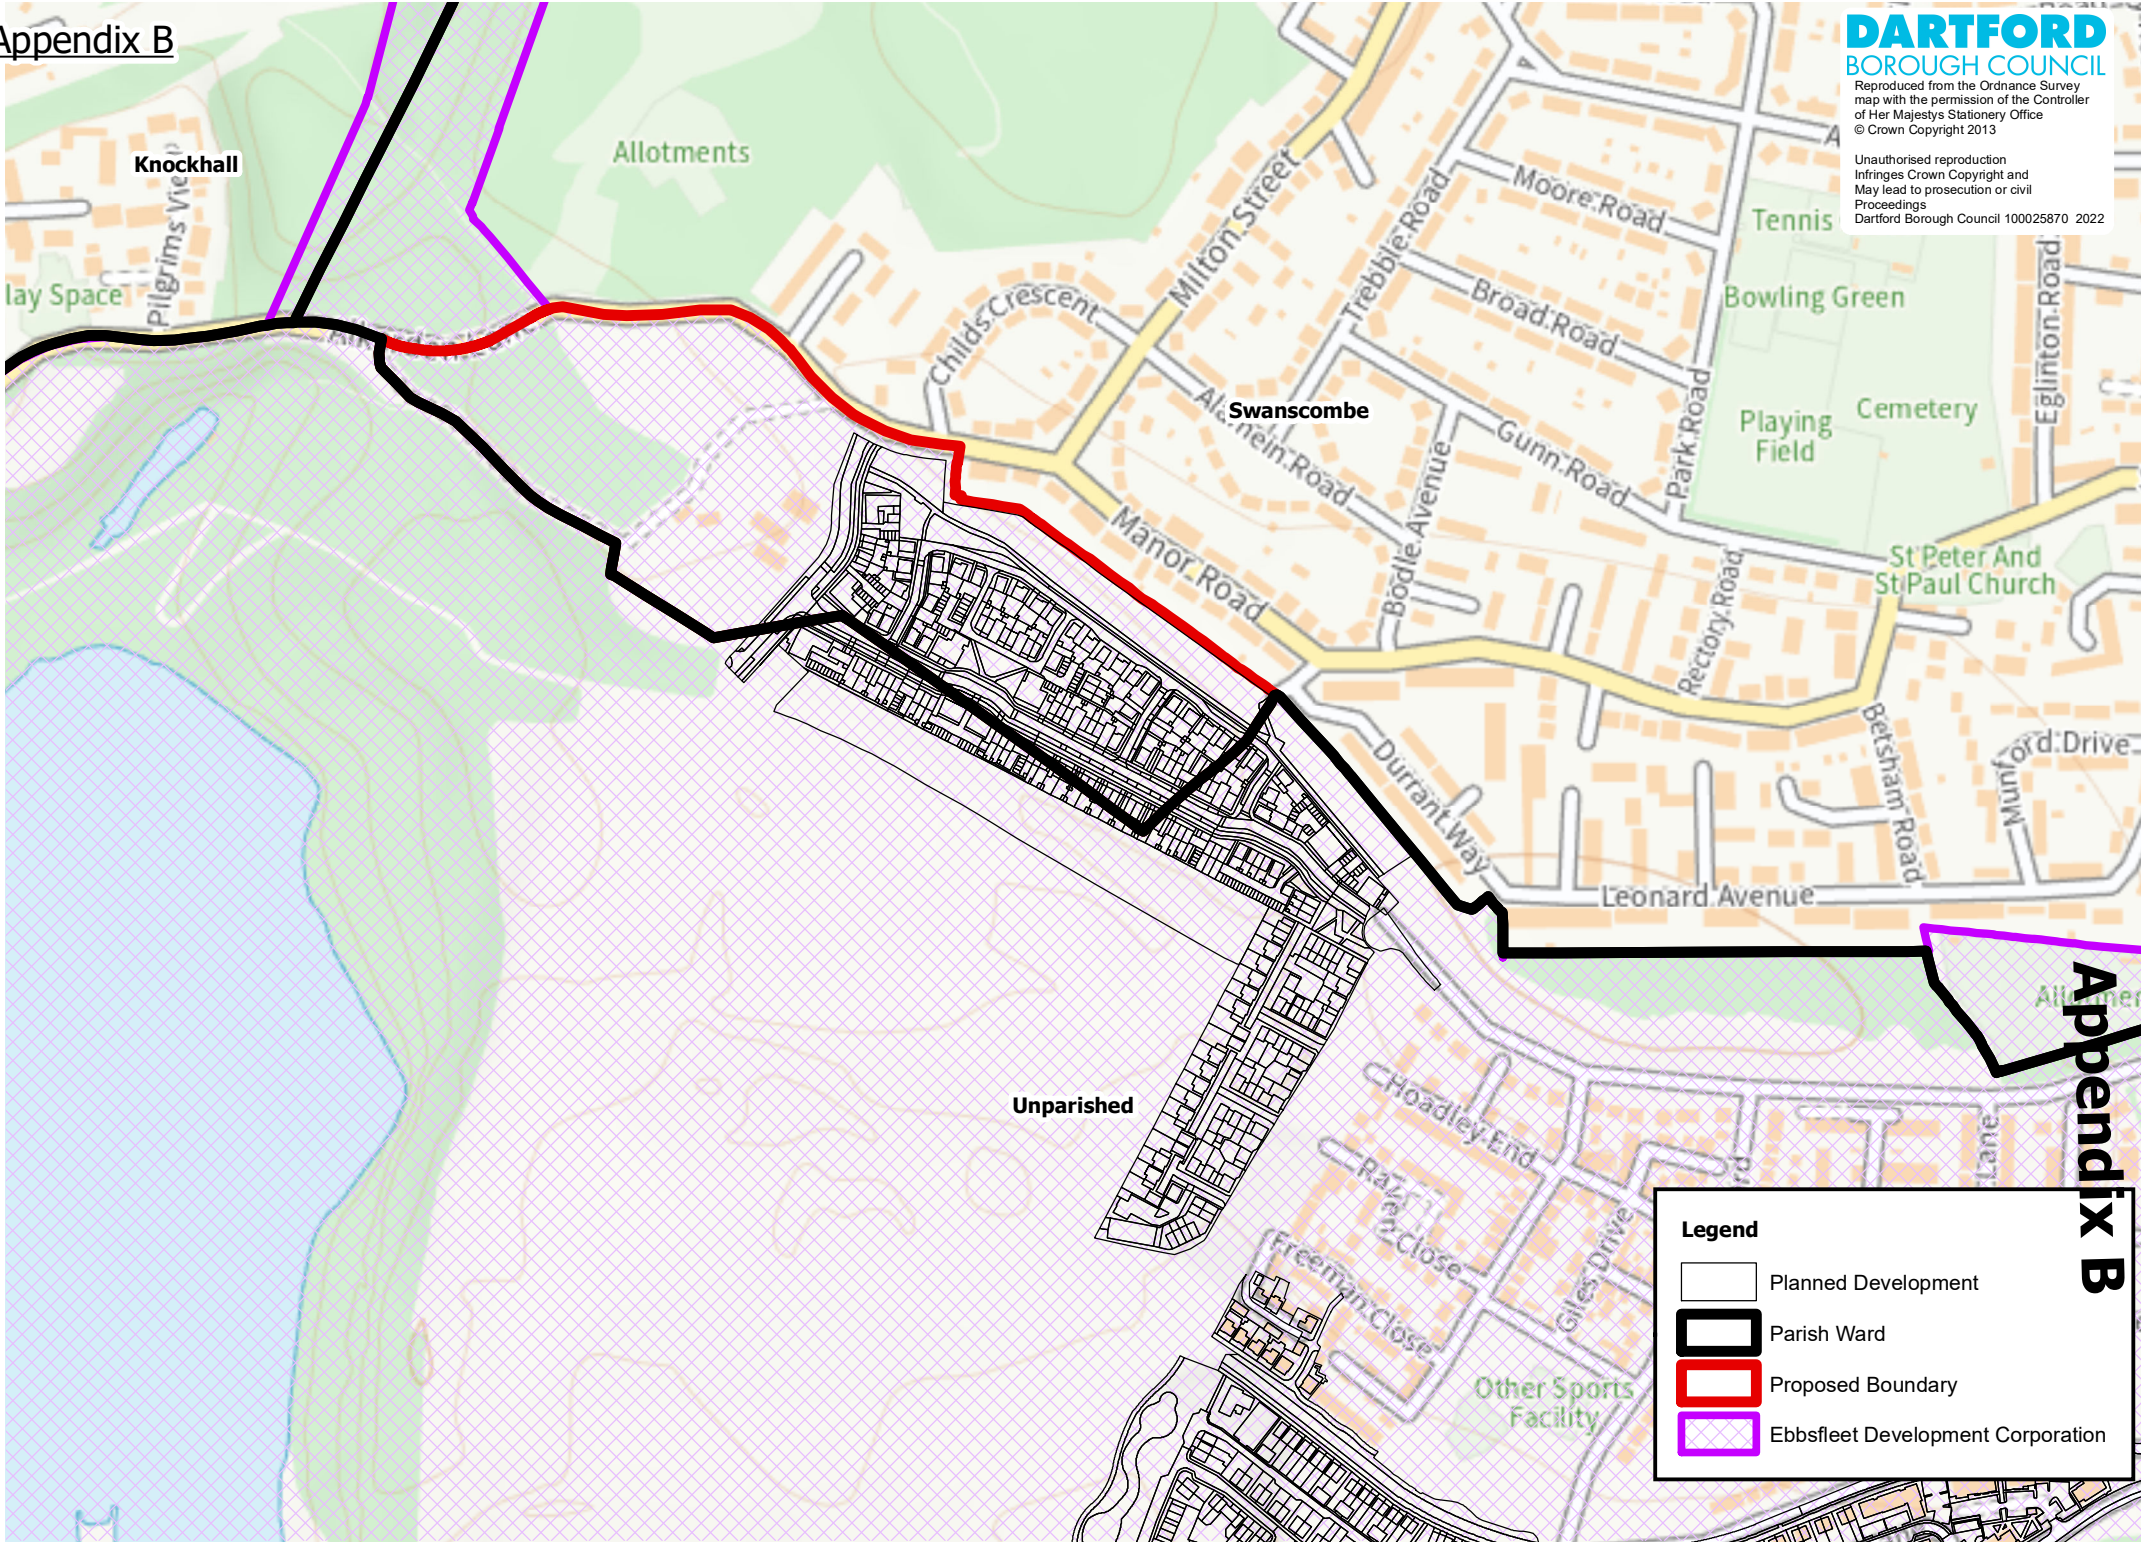 Appendix B
DARTFORD
BOROUGH COUNCIL
Reproduced from the Ordnance Survey
map with the permission of the Controller
of Her Majestys Stationery Office
© Crown Copyright 2013
Unauthorised reproduction
Infringes Crown Copyright and
May lead to prosecution or civil
Proceedings
Dartford Borough Council 100025870 2022
Knockhall
Pilgrims View
lay Space
Allotments
Milton Street
Childs Crescent
Trebble Road
Moore Road
Broad Road
Tennis
Bowling Green
Eglinton Road
Swanscombe
Alamein Road
Gunn Road
Park Road
Playing
Field
Cemetery
Bodle Avenue
Manor Road
Rectory Road
St Peter And
St Paul Church
Durrant Way
Betsham Road
Munford Drive
Leonard Avenue
Appendix B
Unparished
Hoadley End
Lane
Close
Giles Drive
Freeman Close
Other Sports
Facility
Legend
Planned Development
Parish Ward
Proposed Boundary
Ebbsfleet Development Corporation